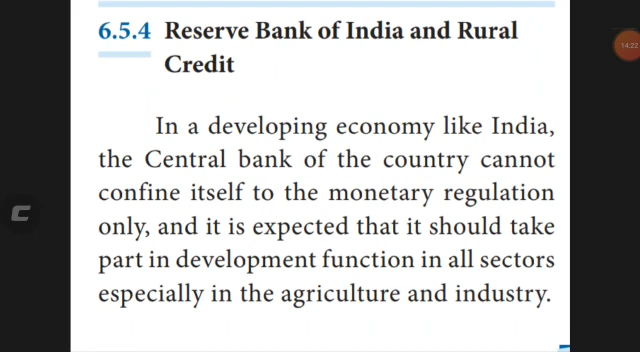 6.5.4 Reserve Bank of India and Rural
Credit
In a developing economy like India,
the Central bank of the country cannot
confine itself to the monetary regulation
only, and it is expected that it should take
part in development function in all sectors
especially in the agriculture and industry.
14:22